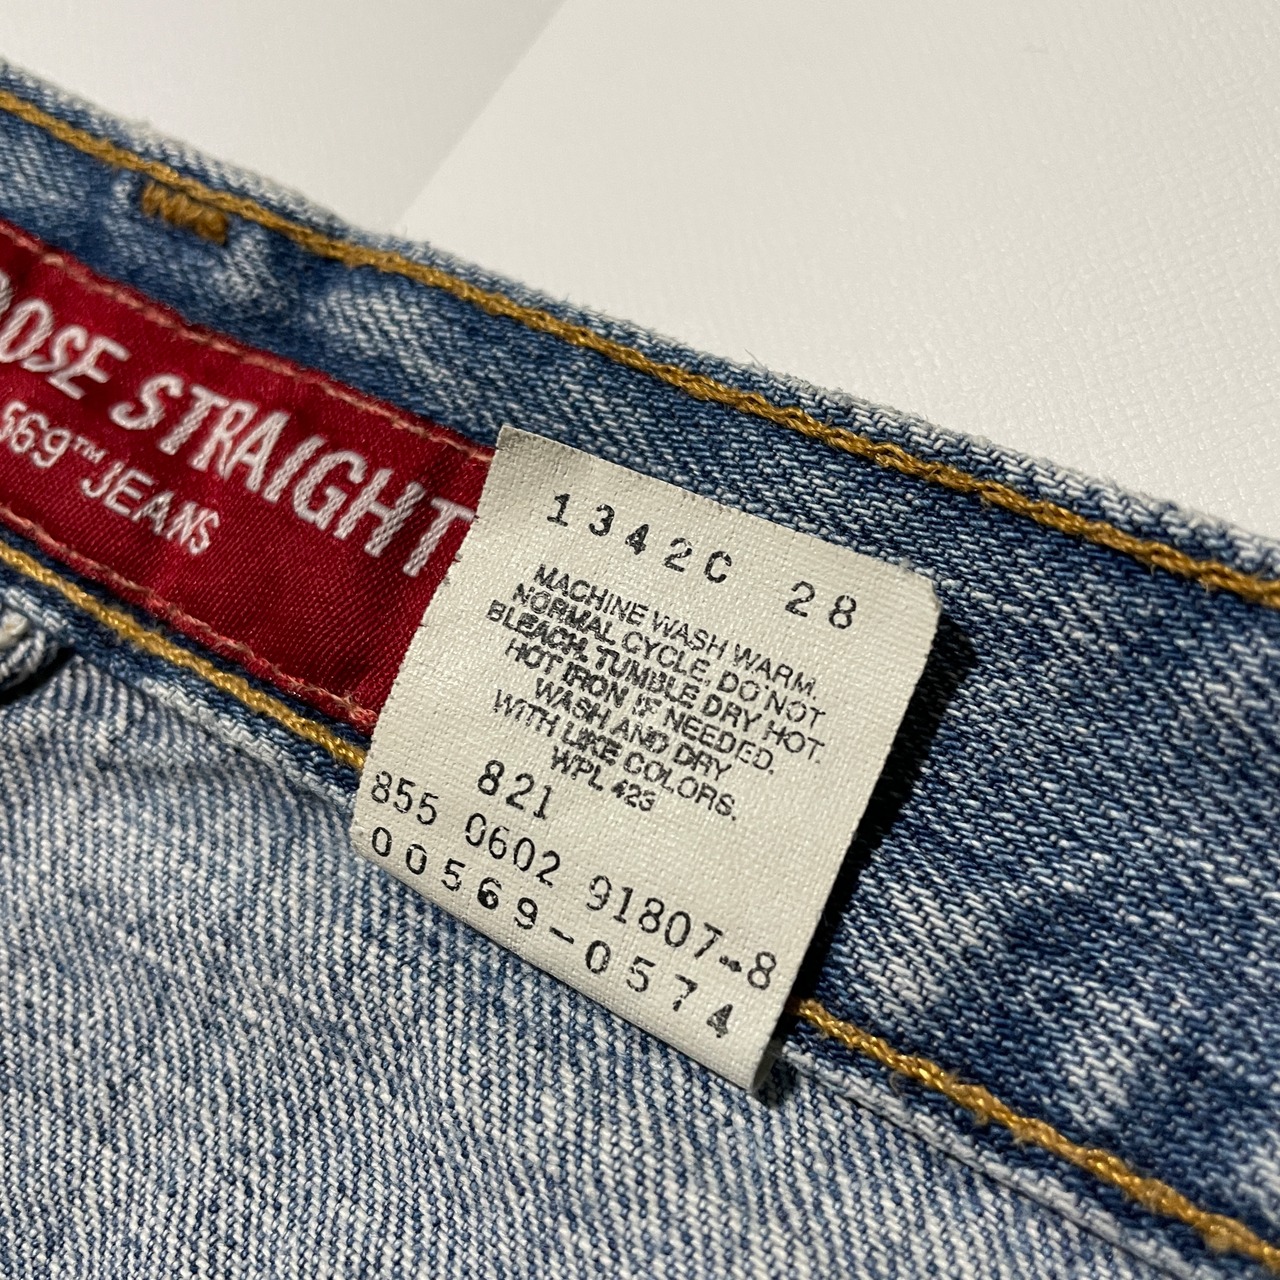 OOSE STRAIGHT
569™ JEANS
1342C 28
MACHINE WASH WARM.
NORMAL CYCLE. DO NOT
BLEACH. TUMBLE DRY HOT.
HOT IRON IF NEEDED.
WASH AND DRY
WITH LIKE COLORS.
WPL 423
821
855 0602 91807-8
00569-0574